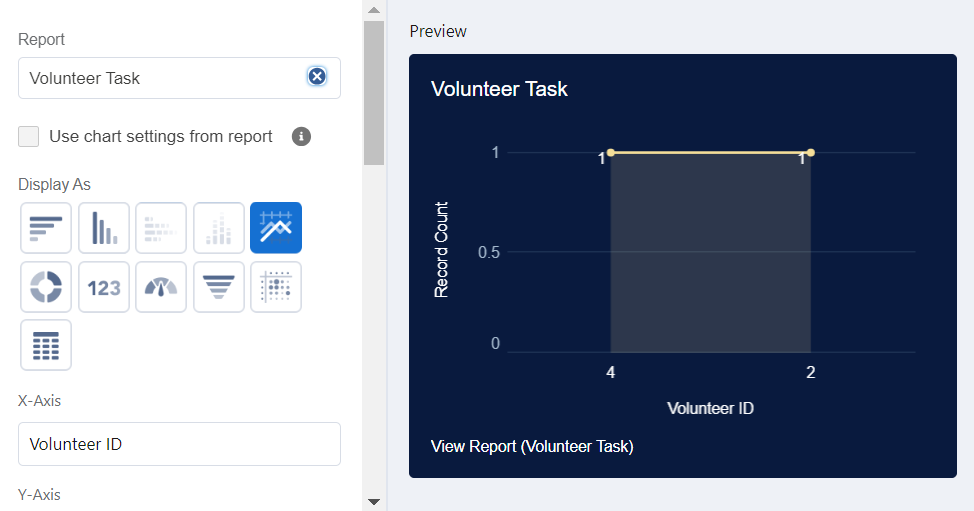 Report
Volunteer Task
Use chart settings from report
Display As
123
X-Axis
Volunteer ID
Y-Axis
Preview
Volunteer Task
1
1
1
0.5
0
Record Count
4
2
Volunteer ID
View Report (Volunteer Task)